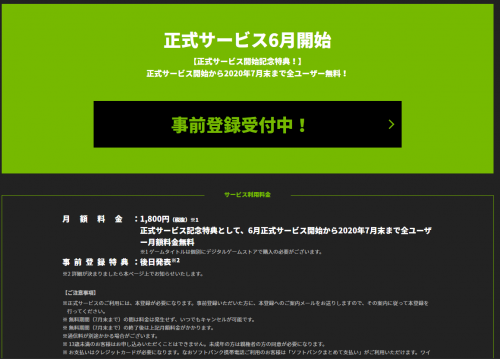 正式サービス6月開始
【正式サービス開始記念特典！】
正式サービス開始から2020年7月末まで全ユーザー無料！
事前登録受付中！
サービス利用料金
月額料金 ：1,800円（税抜）※1
正式サービス記念特典として、6月正式サービス開始から2020年7月末まで全ユーザ
ー月額料金無料
※1 ゲームタイトルは個別にデジタルゲームストアで購入の必要がございます。
事前登録特典：後日発表※2
※2 詳細が決まりましたら本ページ上でお知らせいたします。
【ご注意事項】
※正式サービスのご利用には、本登録が必要になります。事前登録いただいた方に、本登録へのご案内メールをお送りしますので、その案内に従って本登録を
行ってください。
※ 無料期間（7月末まで）の間は料金は発生せず、いつでもキャンセルが可能です。
※ 無料期間（7月末まで）の終了後は上記月額料金がかかります。
※通信料が別途かかる場合がございます。
※ 13歳未満のお客様はお申し込みいただくことはできません。未成年の方は親権者の方の同意が必要になります。
※ お支払いはクレジットカードが必要になります。なおソフトバンク携帯電話ご利用のお客様は「ソフトバンクまとめて支払い」がご利用いただけます。ワイ